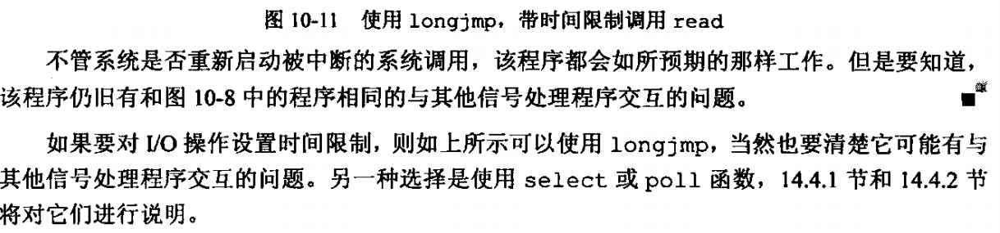 图 10-11 使用 longjmp，带时间限制调用 read
不管系统是否重新启动被中断的系统调用，该程序都会如所预期的那样工作。但是要知道，
该程序仍旧有和图 10-8 中的程序相同的与其他信号处理程序交互的问题。
如果要对 I/O 操作设置时间限制，则如上所示可以使用 longjmp，当然也要清楚它可能有与
其他信号处理程序交互的问题。另一种选择是使用 select 或 poll 函数，14.4.1 节和 14.4.2 节
将对它们进行说明。